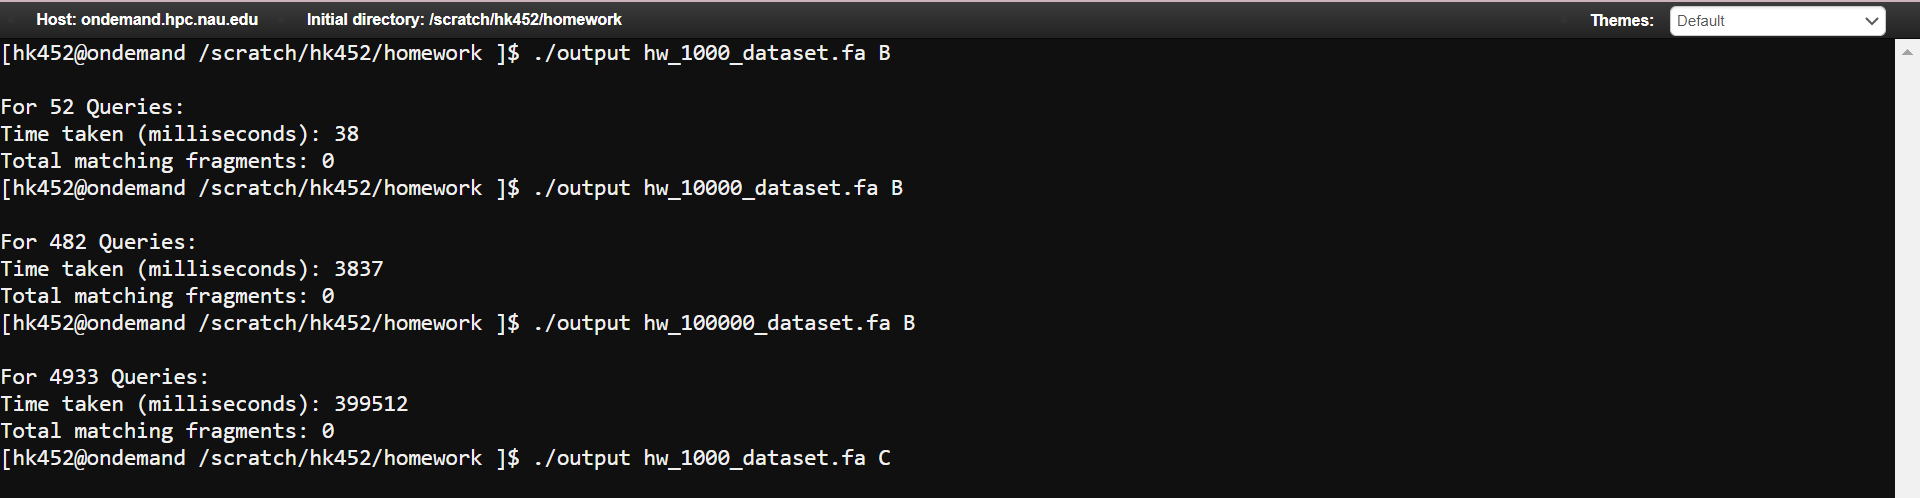 Host: ondemand.hpc.nau.edu Initial directory: /scratch/hk452/homework Themes: Default
[hk452@ondemand /scratch/hk452/homework ]$ ./output hw_1000_dataset.fa B
For 52 Queries:
Time taken (milliseconds): 38
Total matching fragments: 0
[hk452@ondemand /scratch/hk452/homework ]$ ./output hw_10000_dataset.fa B
For 482 Queries:
Time taken (milliseconds): 3837
Total matching fragments: 0
[hk452@ondemand /scratch/hk452/homework ]$ ./output hw_100000_dataset.fa B
For 4933 Queries:
Time taken (milliseconds): 399512
Total matching fragments: 0
[hk452@ondemand /scratch/hk452/homework ]$ ./output hw_1000_dataset.fa C